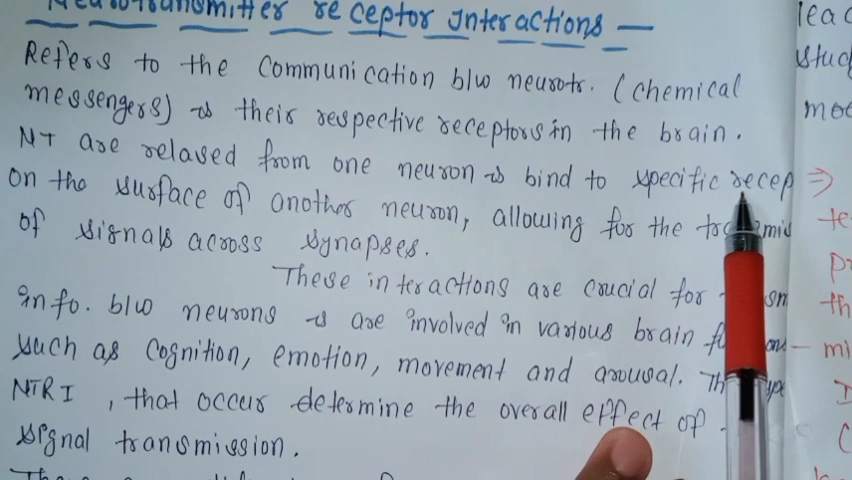 Neurotransmitter receptor Interactions —
Refers to the communication b/w neurotr. (chemical
messengers) & their respective receptors in the brain.
NT are relased from one neuron & bind to specific recep
on the surface of another neuron, allowing for the
of signals across synapses.
These interactions are crucial for
info. b/w neurons & are involved in various brain
such as cognition, emotion, movement and arousal.
NTRI , that occur determine the overall effect of
signal transmission.